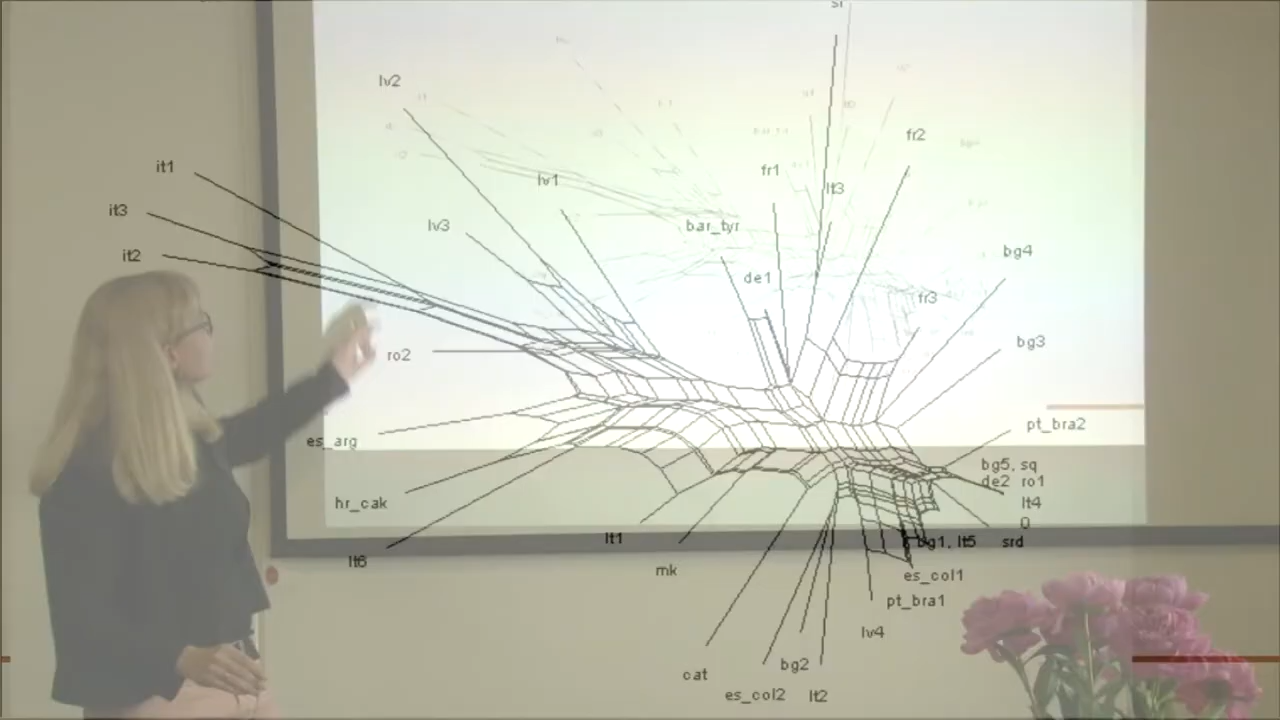 sl
lv2
fr2
it1
fr1
lv1
lt3
it3
lv3
bar_tyr
it2
bg4
de1
fr3
bg3
ro2
pt_bra2
es_arg
bg5, sq
de2 ro1
hr_cak
lt4
0
lt1
bg1, lt5 srd
lt6
mk
es_col1
pt_bra1
lv4
bg2
cat
es_col2
lt2